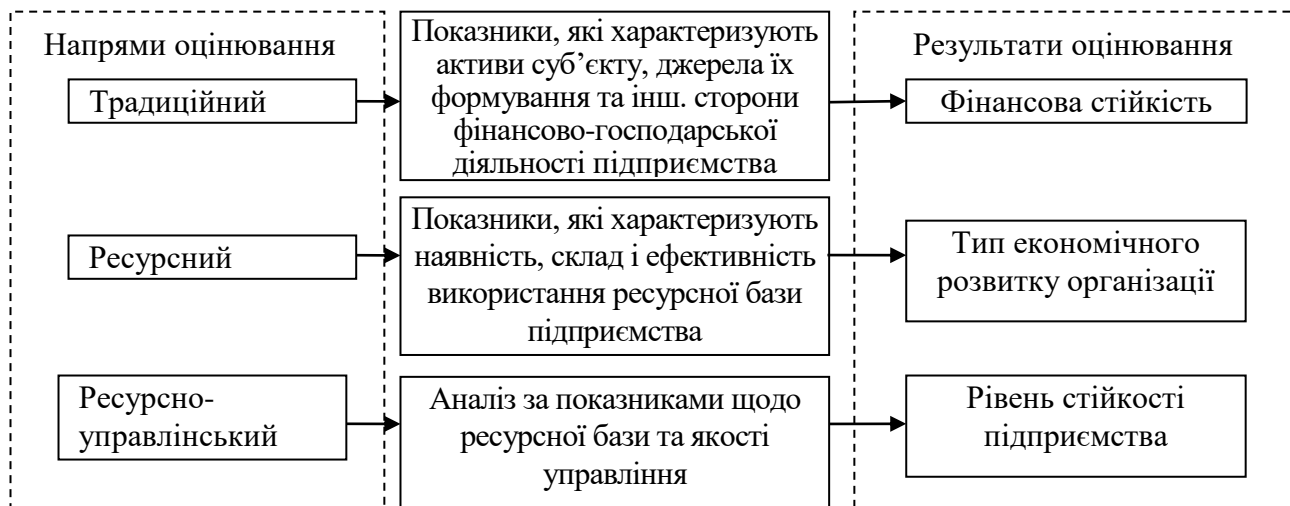 Напрями оцінювання
Традиційний
Ресурсний
Ресурсно-
управлінський
Показники, які характеризують
активи суб’єкту, джерела їх
формування та інш. сторони
фінансово-господарської
діяльності підприємства
Показники, які характеризують
наявність, склад і ефективність
використання ресурсної бази
підприємства
Аналіз за показниками щодо
ресурсної бази та якості
управління
Результати оцінювання
Фінансова стійкість
Тип економічного
розвитку організації
Рівень стійкості
підприємства